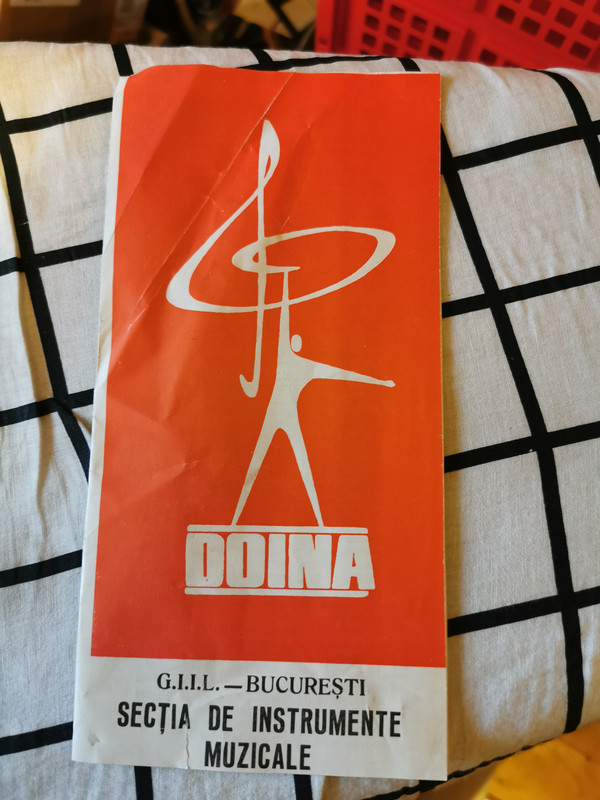 DOINA
G.I.I.L. — BUCUREȘTI
SECȚIA DE INSTRUMENTE
MUZICALE